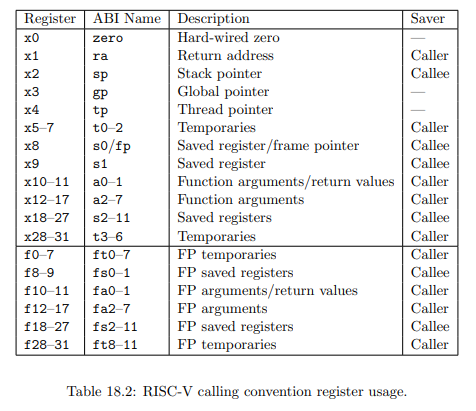 Register ABI Name Description Saver
x0 zero Hard-wired zero —
x1 ra Return address Caller
x2 sp Stack pointer Callee
x3 gp Global pointer —
x4 tp Thread pointer —
x5–7 t0–2 Temporaries Caller
x8 s0/fp Saved register/frame pointer Callee
x9 s1 Saved register Callee
x10–11 a0–1 Function arguments/return values Caller
x12–17 a2–7 Function arguments Caller
x18–27 s2–11 Saved registers Callee
x28–31 t3–6 Temporaries Caller
f0–7 ft0–7 FP temporaries Caller
f8–9 fs0–1 FP saved registers Callee
f10–11 fa0–1 FP arguments/return values Caller
f12–17 fa2–7 FP arguments Caller
f18–27 fs2–11 FP saved registers Callee
f28–31 ft8–11 FP temporaries Caller
Table 18.2: RISC-V calling convention register usage.